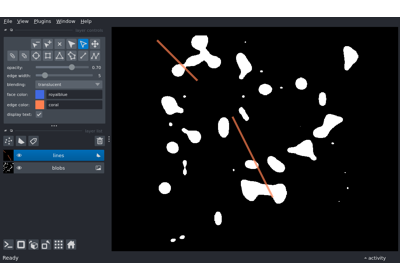 File View Plugins Window Help
opacity: 0.70
edge width: 5
blending: translucent
face color: royalblue
edge color: coral
display text: ✓
lines
blobs
Ready
activity